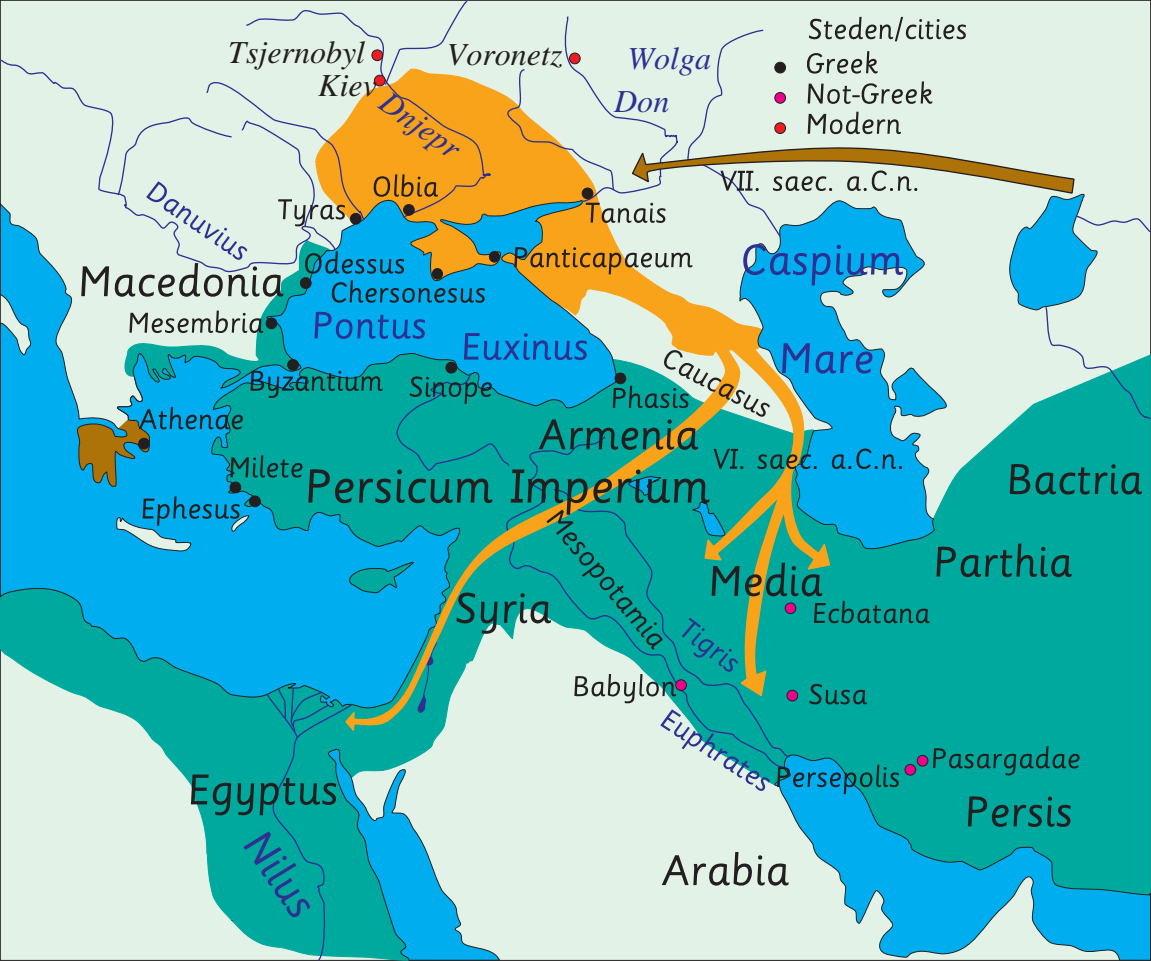 Steden/cities
Greek
Not-Greek
Modern
Tsjernobyl
Kiev
Voronetz
Wolga
Don
Dnjepr
VII. saec. a.C.n.
Danuvius
Olbia
Tyras
Tanais
Odessus
Panticapaeum
Caspium
Macedonia
Chersonesus
Mesembria
Pontus
Euxinus
Mare
Byzantium
Sinope
Caucasus
Phasis
Athenae
Armenia
VI. saec. a.C.n.
Milete
Persicum Imperium
Bactria
Ephesus
Mesopotamia
Parthia
Media
Syria
Ecbatana
Tigris
Babylon
Susa
Euphrates
Pasargadae
Persepolis
Egyptus
Persis
Nilus
Arabia